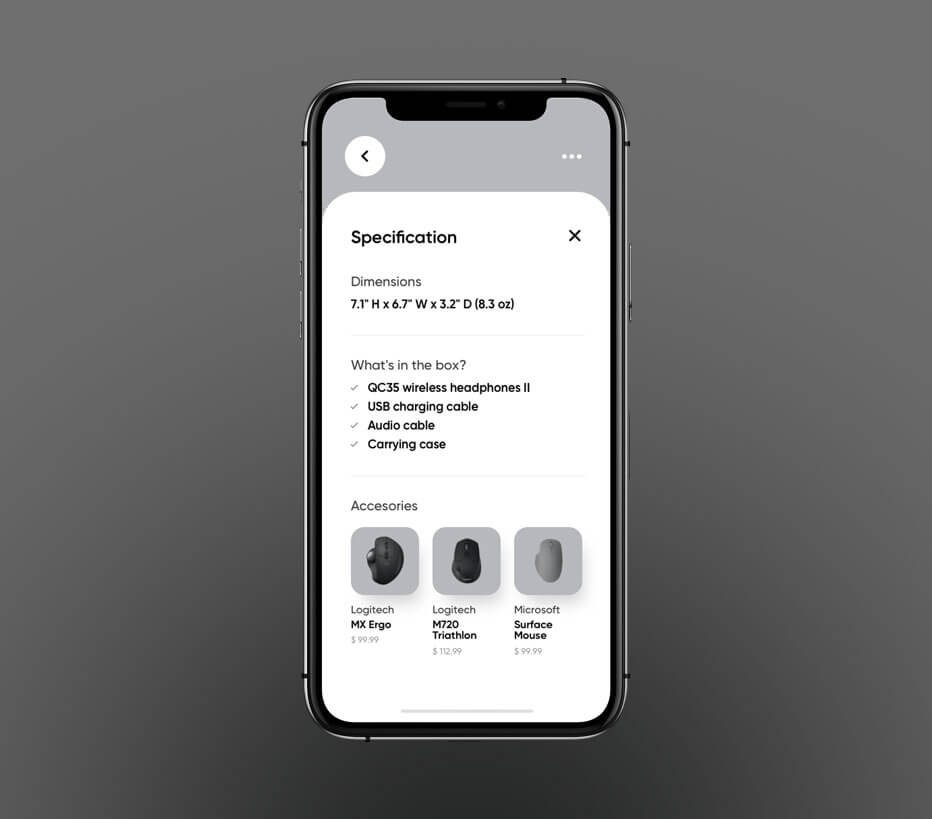 Specification
Dimensions
7.1" H x 6.7" W x 3.2" D (8.3 oz)
What's in the box?
QC35 wireless headphones II
USB charging cable
Audio cable
Carrying case
Accesories
Logitech
MX Ergo
$ 99.99
Logitech
M720
Triathlon
$ 112.99
Microsoft
Surface
Mouse
$ 99.99